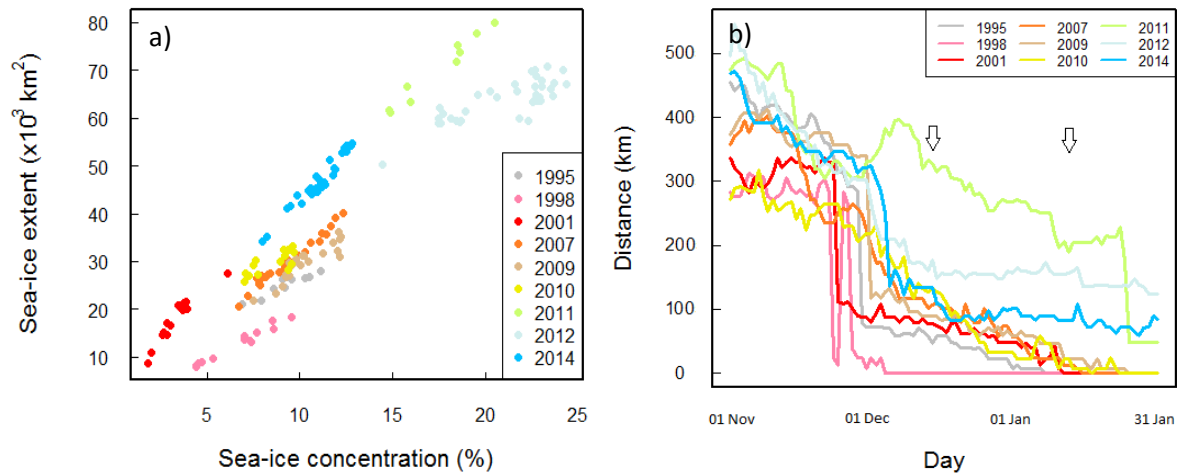 a)
Sea-ice extent (x10³ km²)
80
70
60
50
40
30
20
10
1995
1998
2001
2007
2009
2010
2011
2012
2014
5
10
15
20
25
Sea-ice concentration (%)
b)
1995 2007 2011
1998 2009 2012
2001 2010 2014
Distance (km)
500
400
300
200
100
0
01 Nov 01 Dec 01 Jan 31 Jan
Day